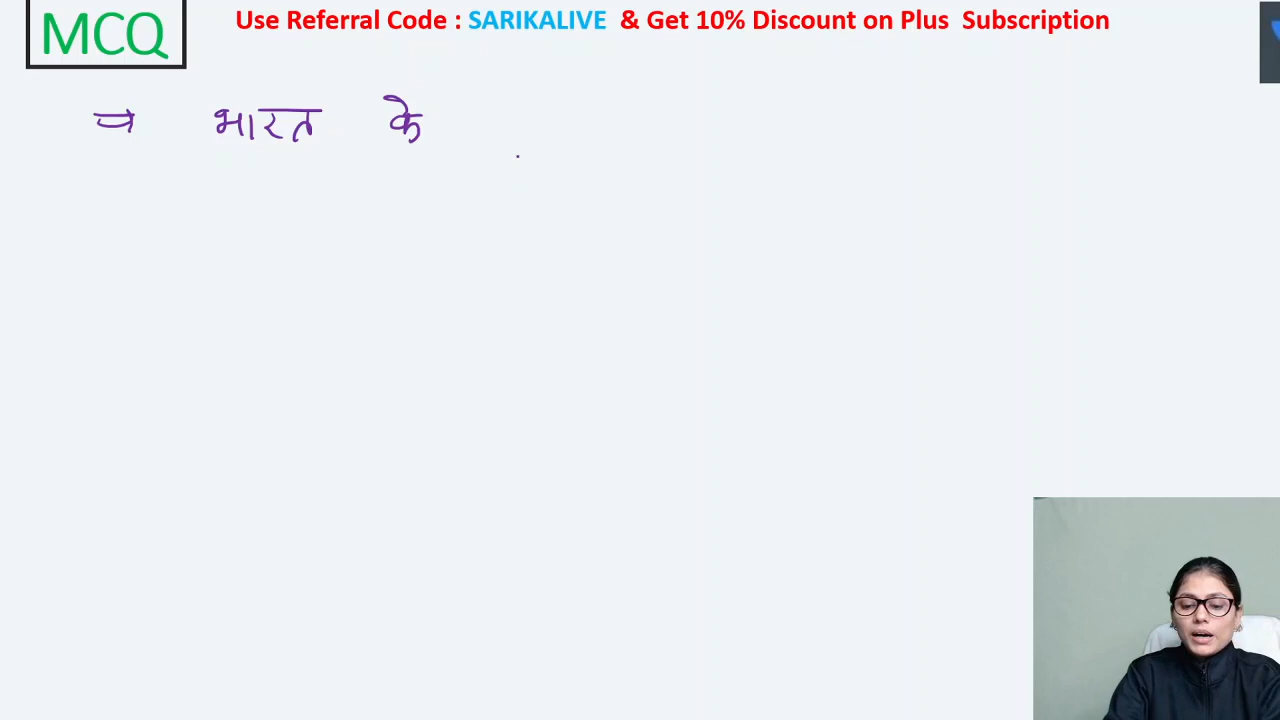 MCQ
Use Referral Code : SARIKALIVE & Get 10% Discount on Plus Subscription
⇒ भारत के